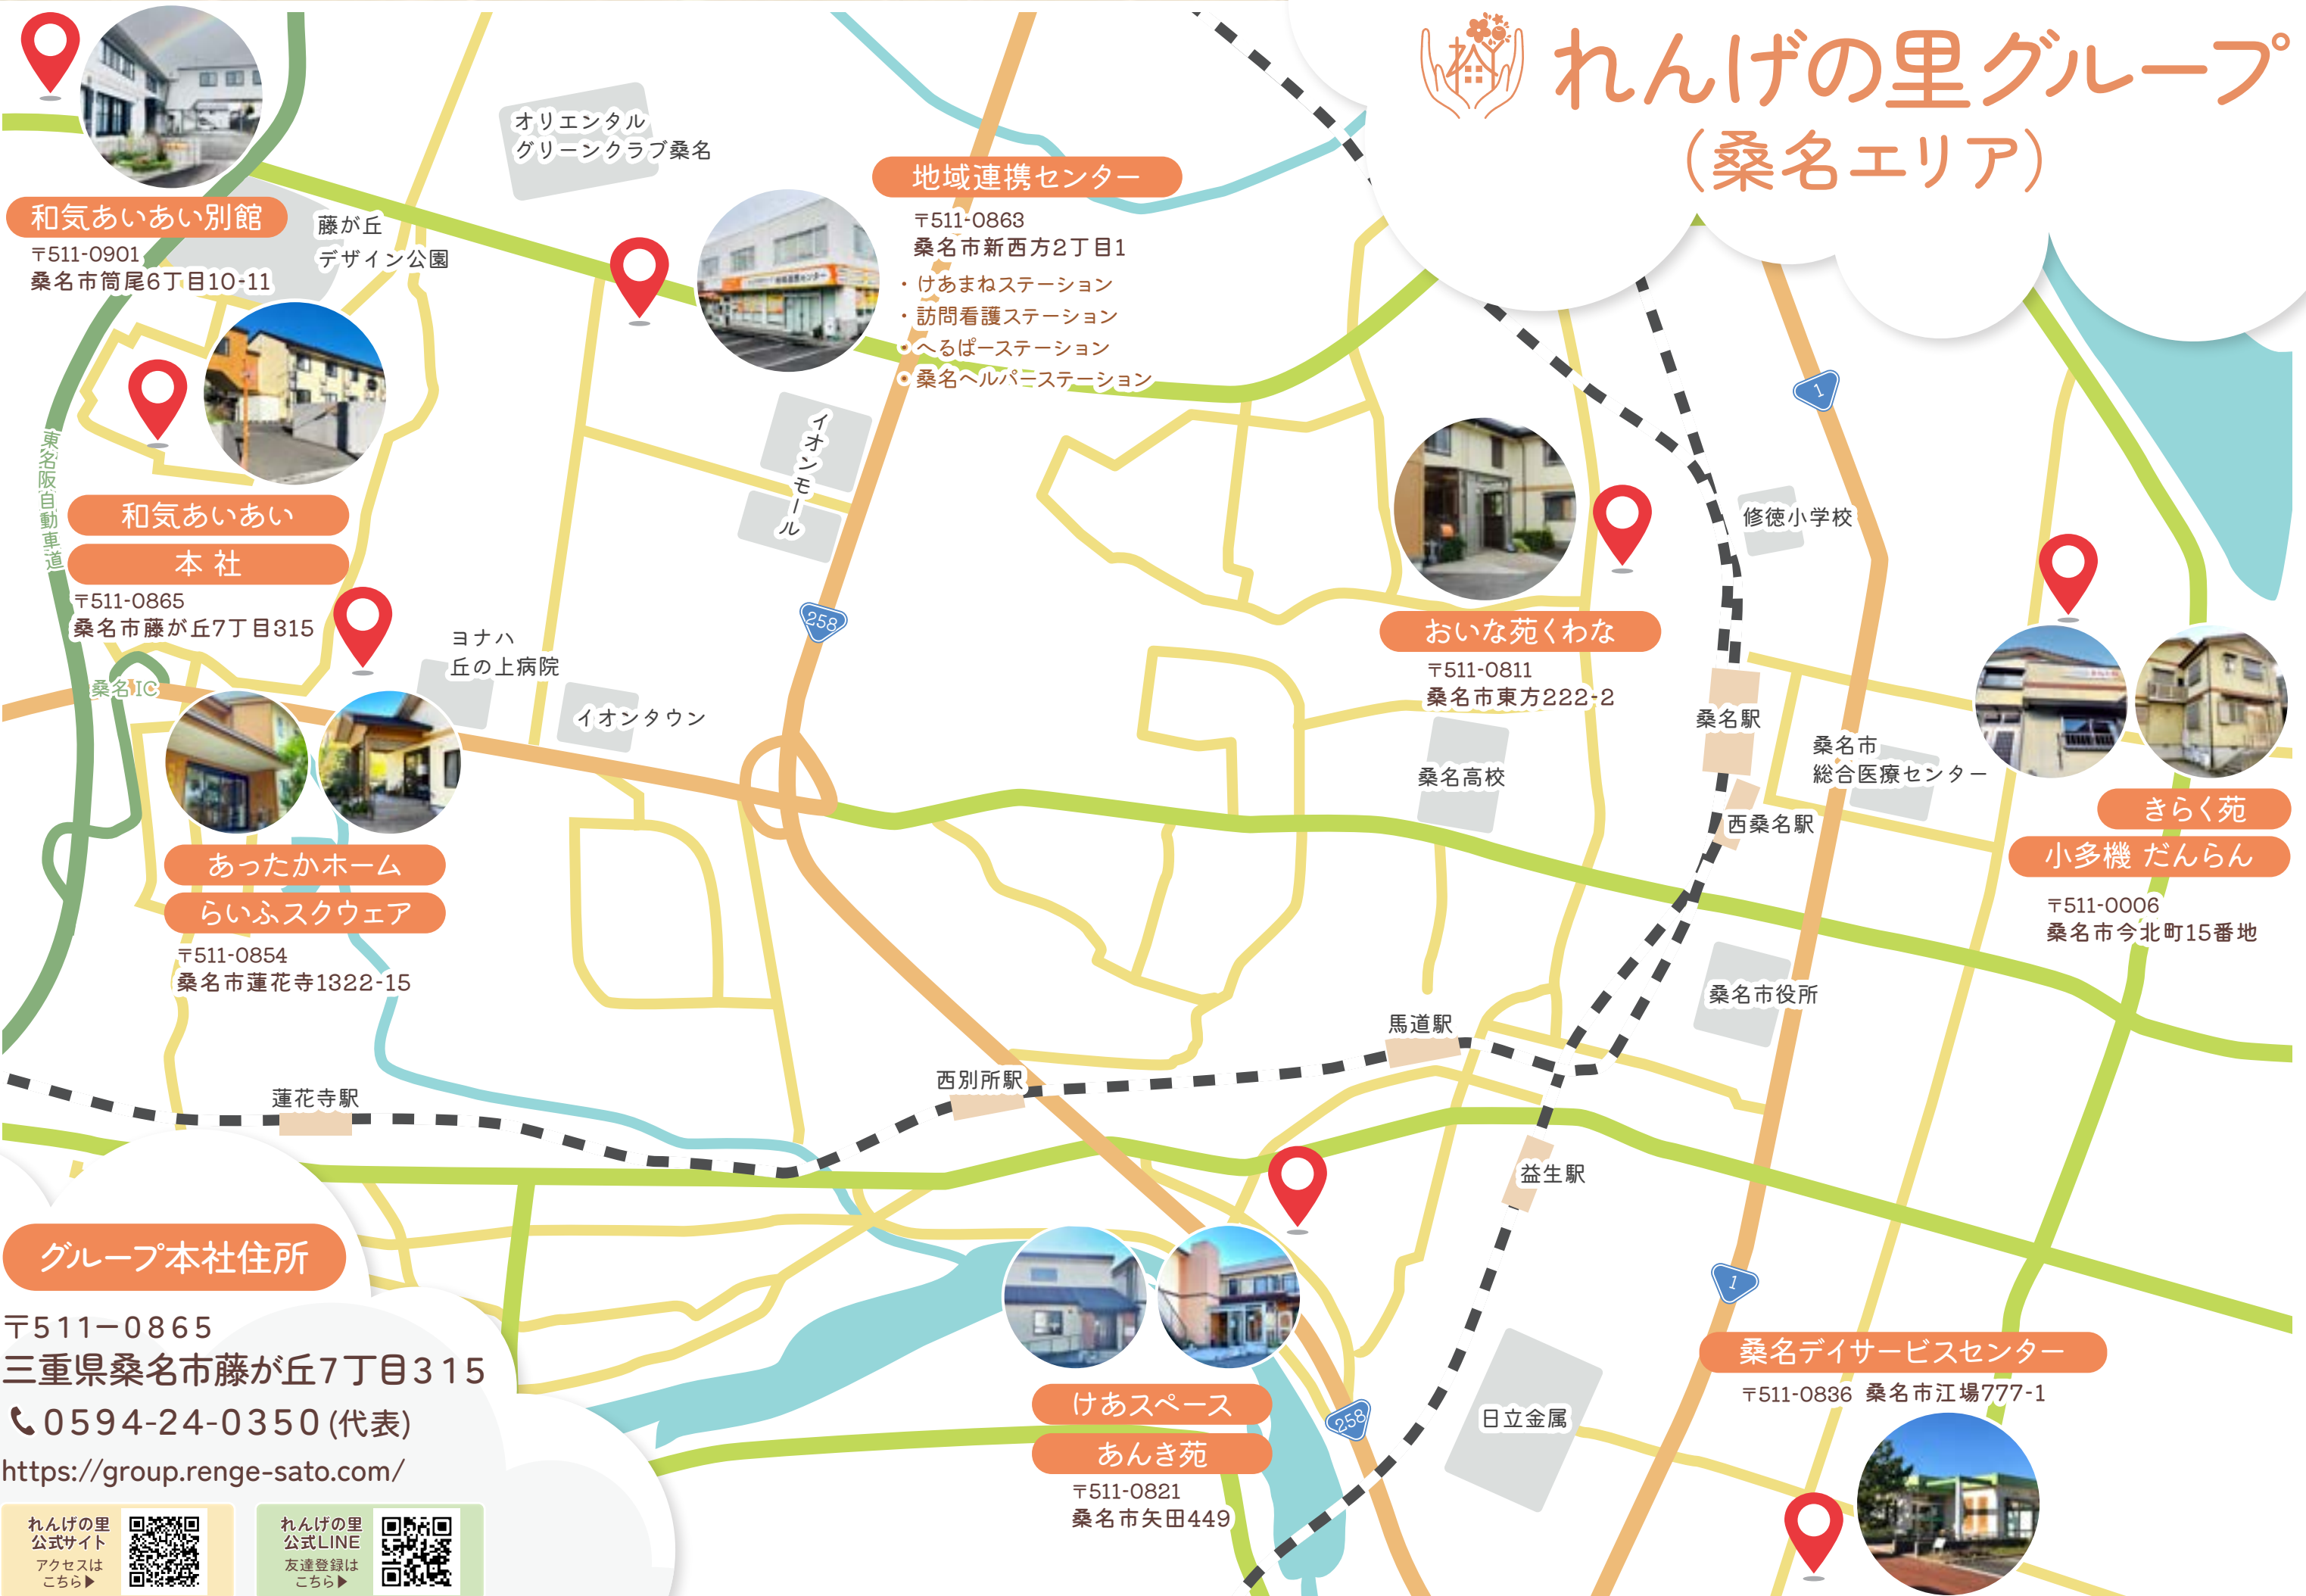 れんげの里グループ
（桑名エリア）
和気あいあい別館
〒511-0901
桑名市筒尾6丁目10-11
藤が丘
デザイン公園
オリエンタル
グリーンクラブ桑名
地域連携センター
〒511-0863
桑名市新西方2丁目1
・けあまねステーション
・訪問看護ステーション
・へるぱーステーション
・桑名ヘルパーステーション
東名阪自動車道
和気あいあい
本 社
〒511-0865
桑名市藤が丘7丁目315
イオンモール
258
1
修徳小学校
おいな苑くわな
〒511-0811
桑名市東方222-2
桑名IC
ヨナハ
丘の上病院
イオンタウン
桑名駅
桑名高校
桑名市
総合医療センター
西桑名駅
きらく苑
小多機 だんらん
〒511-0006
桑名市今北町15番地
あったかホーム
らいふスクウェア
〒511-0854
桑名市蓮花寺1322-15
桑名市役所
馬道駅
西別所駅
蓮花寺駅
益生駅
1
けあスペース
あんき苑
〒511-0821
桑名市矢田449
258
日立金属
桑名デイサービスセンター
〒511-0836 桑名市江場777-1
グループ本社住所
〒511ー0865
三重県桑名市藤が丘7丁目315
0594-24-0350(代表)
https://group.renge-sato.com/
れんげの里
公式サイト
アクセスは
こちら▶
れんげの里
公式LINE
友達登録は
こちら▶